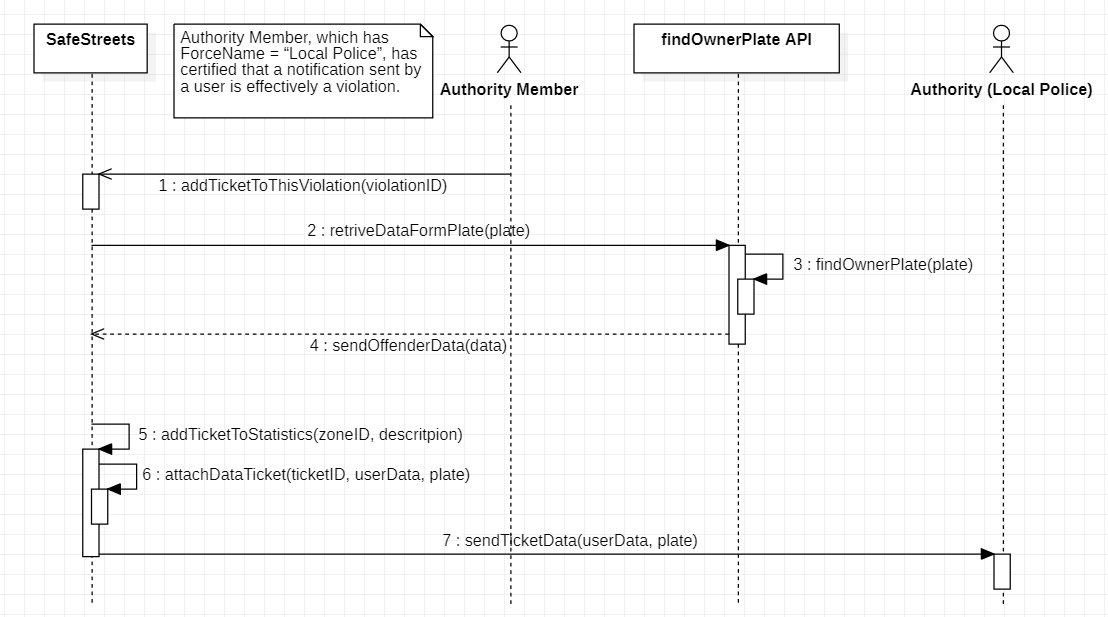 SafeStreets
Authority Member, which has
ForceName = “Local Police”, has
certified that a notification sent by
a user is effectively a violation.
Authority Member
findOwnerPlate API
Authority (Local Police)
1 : addTicketToThisViolation(violationID)
2 : retriveDataFormPlate(plate)
3 : findOwnerPlate(plate)
4 : sendOffenderData(data)
5 : addTicketToStatistics(zoneID, descritpion)
6 : attachDataTicket(ticketID, userData, plate)
7 : sendTicketData(userData, plate)